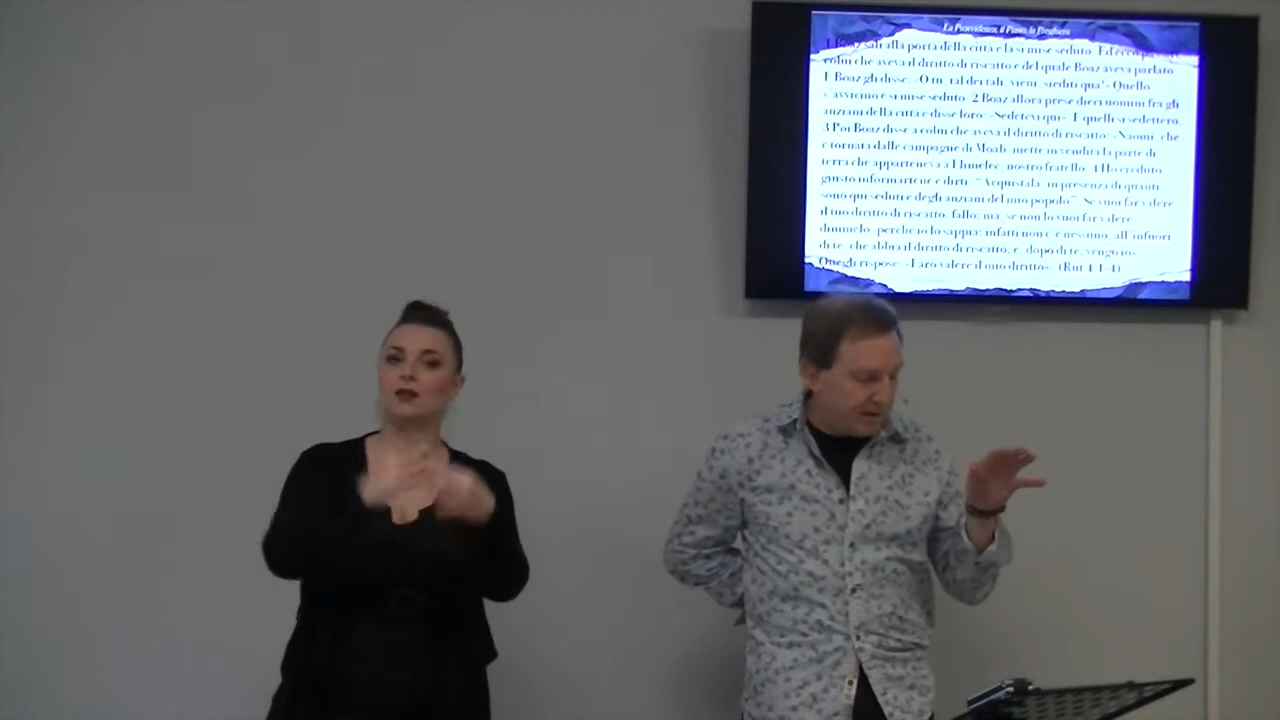 La Provvidenza, il Piano, la Preghiera
1 Boaz salì alla porta della città e là si mise seduto. Ed ecco
colui che aveva il diritto di riscatto e del quale Boaz aveva parlato.
E Boaz gli disse: «O tu, tal dei tali, vieni, siediti qua!» Quello
s'avvicinò e si mise seduto. 2 Boaz allora prese dieci uomini fra gli
anziani della città e disse loro: «Sedetevi qui». E quelli si sedettero.
3 Poi Boaz disse a colui che aveva il diritto di riscatto: «Naomi, che
è tornata dalle campagne di Moab, mette in vendita la parte di
terra che apparteneva a Elimelec, nostro fratello. 4 Ho creduto
giusto informartene e dirti: "Acquistala, in presenza di quanti
sono qui seduti e degli anziani del mio popolo". Se vuoi far valere
il tuo diritto di riscatto, fallo; ma, se non lo vuoi far valere,
dimmelo, perché io lo sappia; infatti non c'è nessuno, all'infuori
di te, che abbia il diritto di riscatto, e, dopo di te, vengo io».
Quegli rispose: «Farò valere il mio diritto». (Rut 4:1-4)